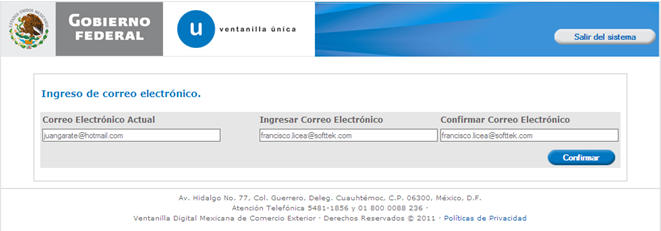 GOBIERNO
FEDERAL
u
ventanilla única
Salir del sistema
Ingreso de correo electrónico.
Correo Electrónico Actual Ingresar Correo Electrónico Confirmar Correo Electrónico
juangarate@hotmail.com francisco.licea@softtek.com francisco.licea@softtek.com
Confirmar
Av. Hidalgo No. 77, Col. Guerrero, Deleg. Cuauhtémoc, C.P. 06300, México, D.F.
Atención Telefónica 5481-1856 y 01 800 0088 236 -
Ventanilla Digital Mexicana de Comercio Exterior - Derechos Reservados © 2011 - Políticas de Privacidad